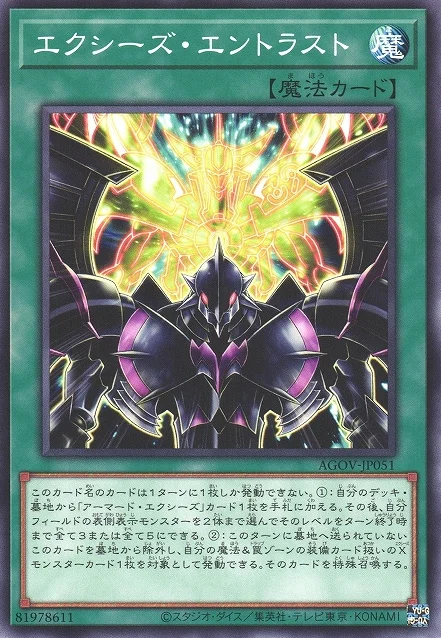 エクシーズ・エントラスト
魔
【魔法カード】
AGOV-JP051
このカード名のカードは1ターンに1枚しか発動できない。①：自分のデッキ・
墓地から「アーマード・エクシーズ」カード1枚を手札に加える。その後、自分
フィールドの表側表示モンスターを2体まで選んでそのレベルをターン終了時
まで全て3または全て5にできる。②：このターンに墓地へ送られていない
このカードを墓地から除外し、自分の魔法＆罠ゾーンの装備カード扱いのX
モンスターカード1枚を対象として発動できる。そのカードを特殊召喚する。
81978611
©スタジオ・ダイス／集英社・テレビ東京・KONAMI